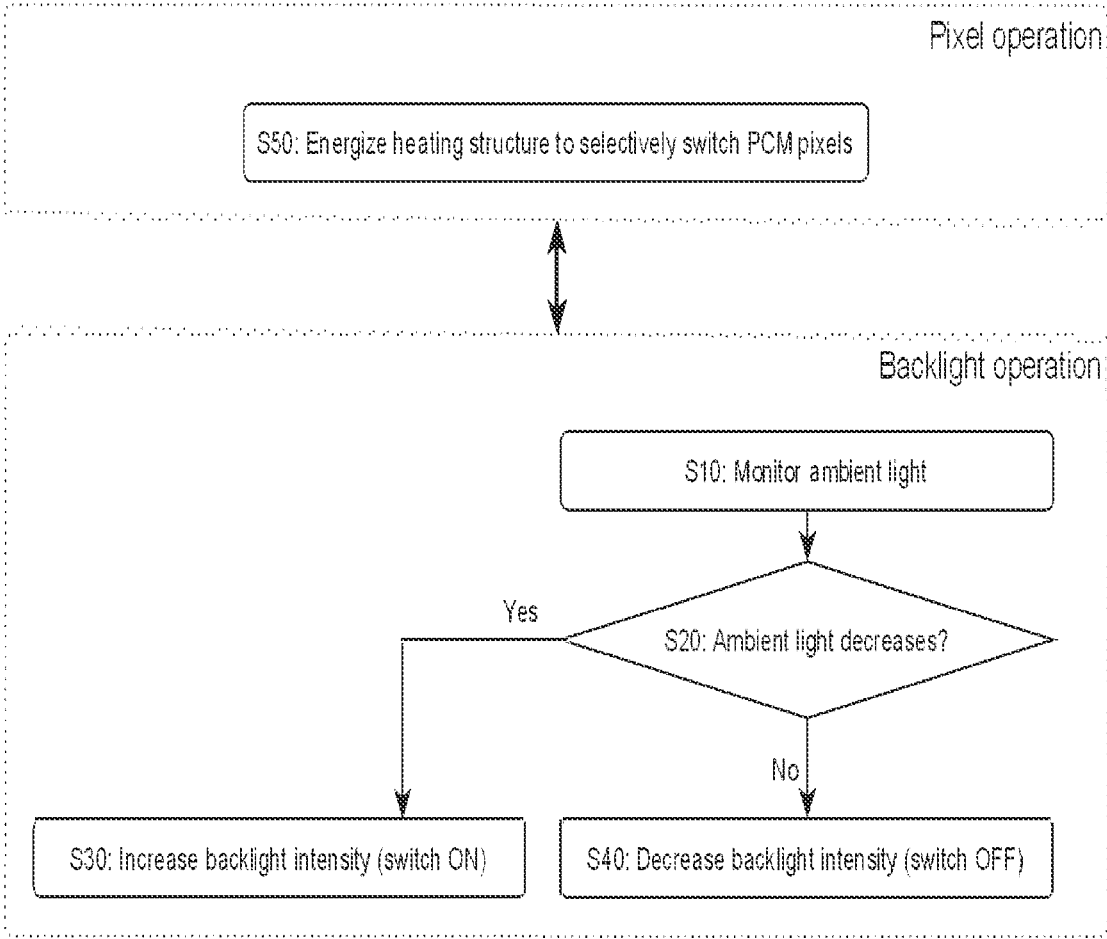 Pixel operation
S50: Energize heating structure to selectively switch PCM pixels
Backlight operation
S10: Monitor ambient light
S20: Ambient light decreases?
Yes
No
S30: Increase backlight intensity (switch ON)
S40: Decrease backlight intensity (switch OFF)